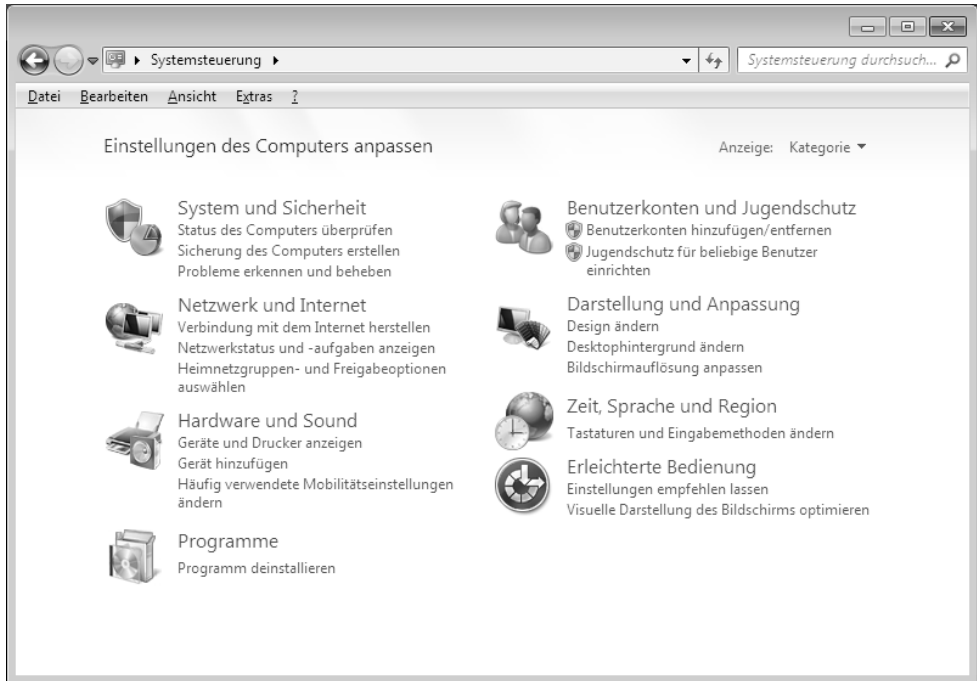 Systemsteuerung
Systemsteuerung durchsuch...
Datei Bearbeiten Ansicht Extras ?
Einstellungen des Computers anpassen
Anzeige: Kategorie
System und Sicherheit
Status des Computers überprüfen
Sicherung des Computers erstellen
Probleme erkennen und beheben
Netzwerk und Internet
Verbindung mit dem Internet herstellen
Netzwerkstatus und -aufgaben anzeigen
Heimnetzgruppen- und Freigabeoptionen
auswählen
Hardware und Sound
Geräte und Drucker anzeigen
Gerät hinzufügen
Häufig verwendete Mobilitätseinstellungen
ändern
Programme
Programm deinstallieren
Benutzerkonten und Jugendschutz
Benutzerkonten hinzufügen/entfernen
Jugendschutz für beliebige Benutzer
einrichten
Darstellung und Anpassung
Design ändern
Desktophintergrund ändern
Bildschirmauflösung anpassen
Zeit, Sprache und Region
Tastaturen und Eingabemethoden ändern
Erleichterte Bedienung
Einstellungen empfehlen lassen
Visuelle Darstellung des Bildschirms optimieren